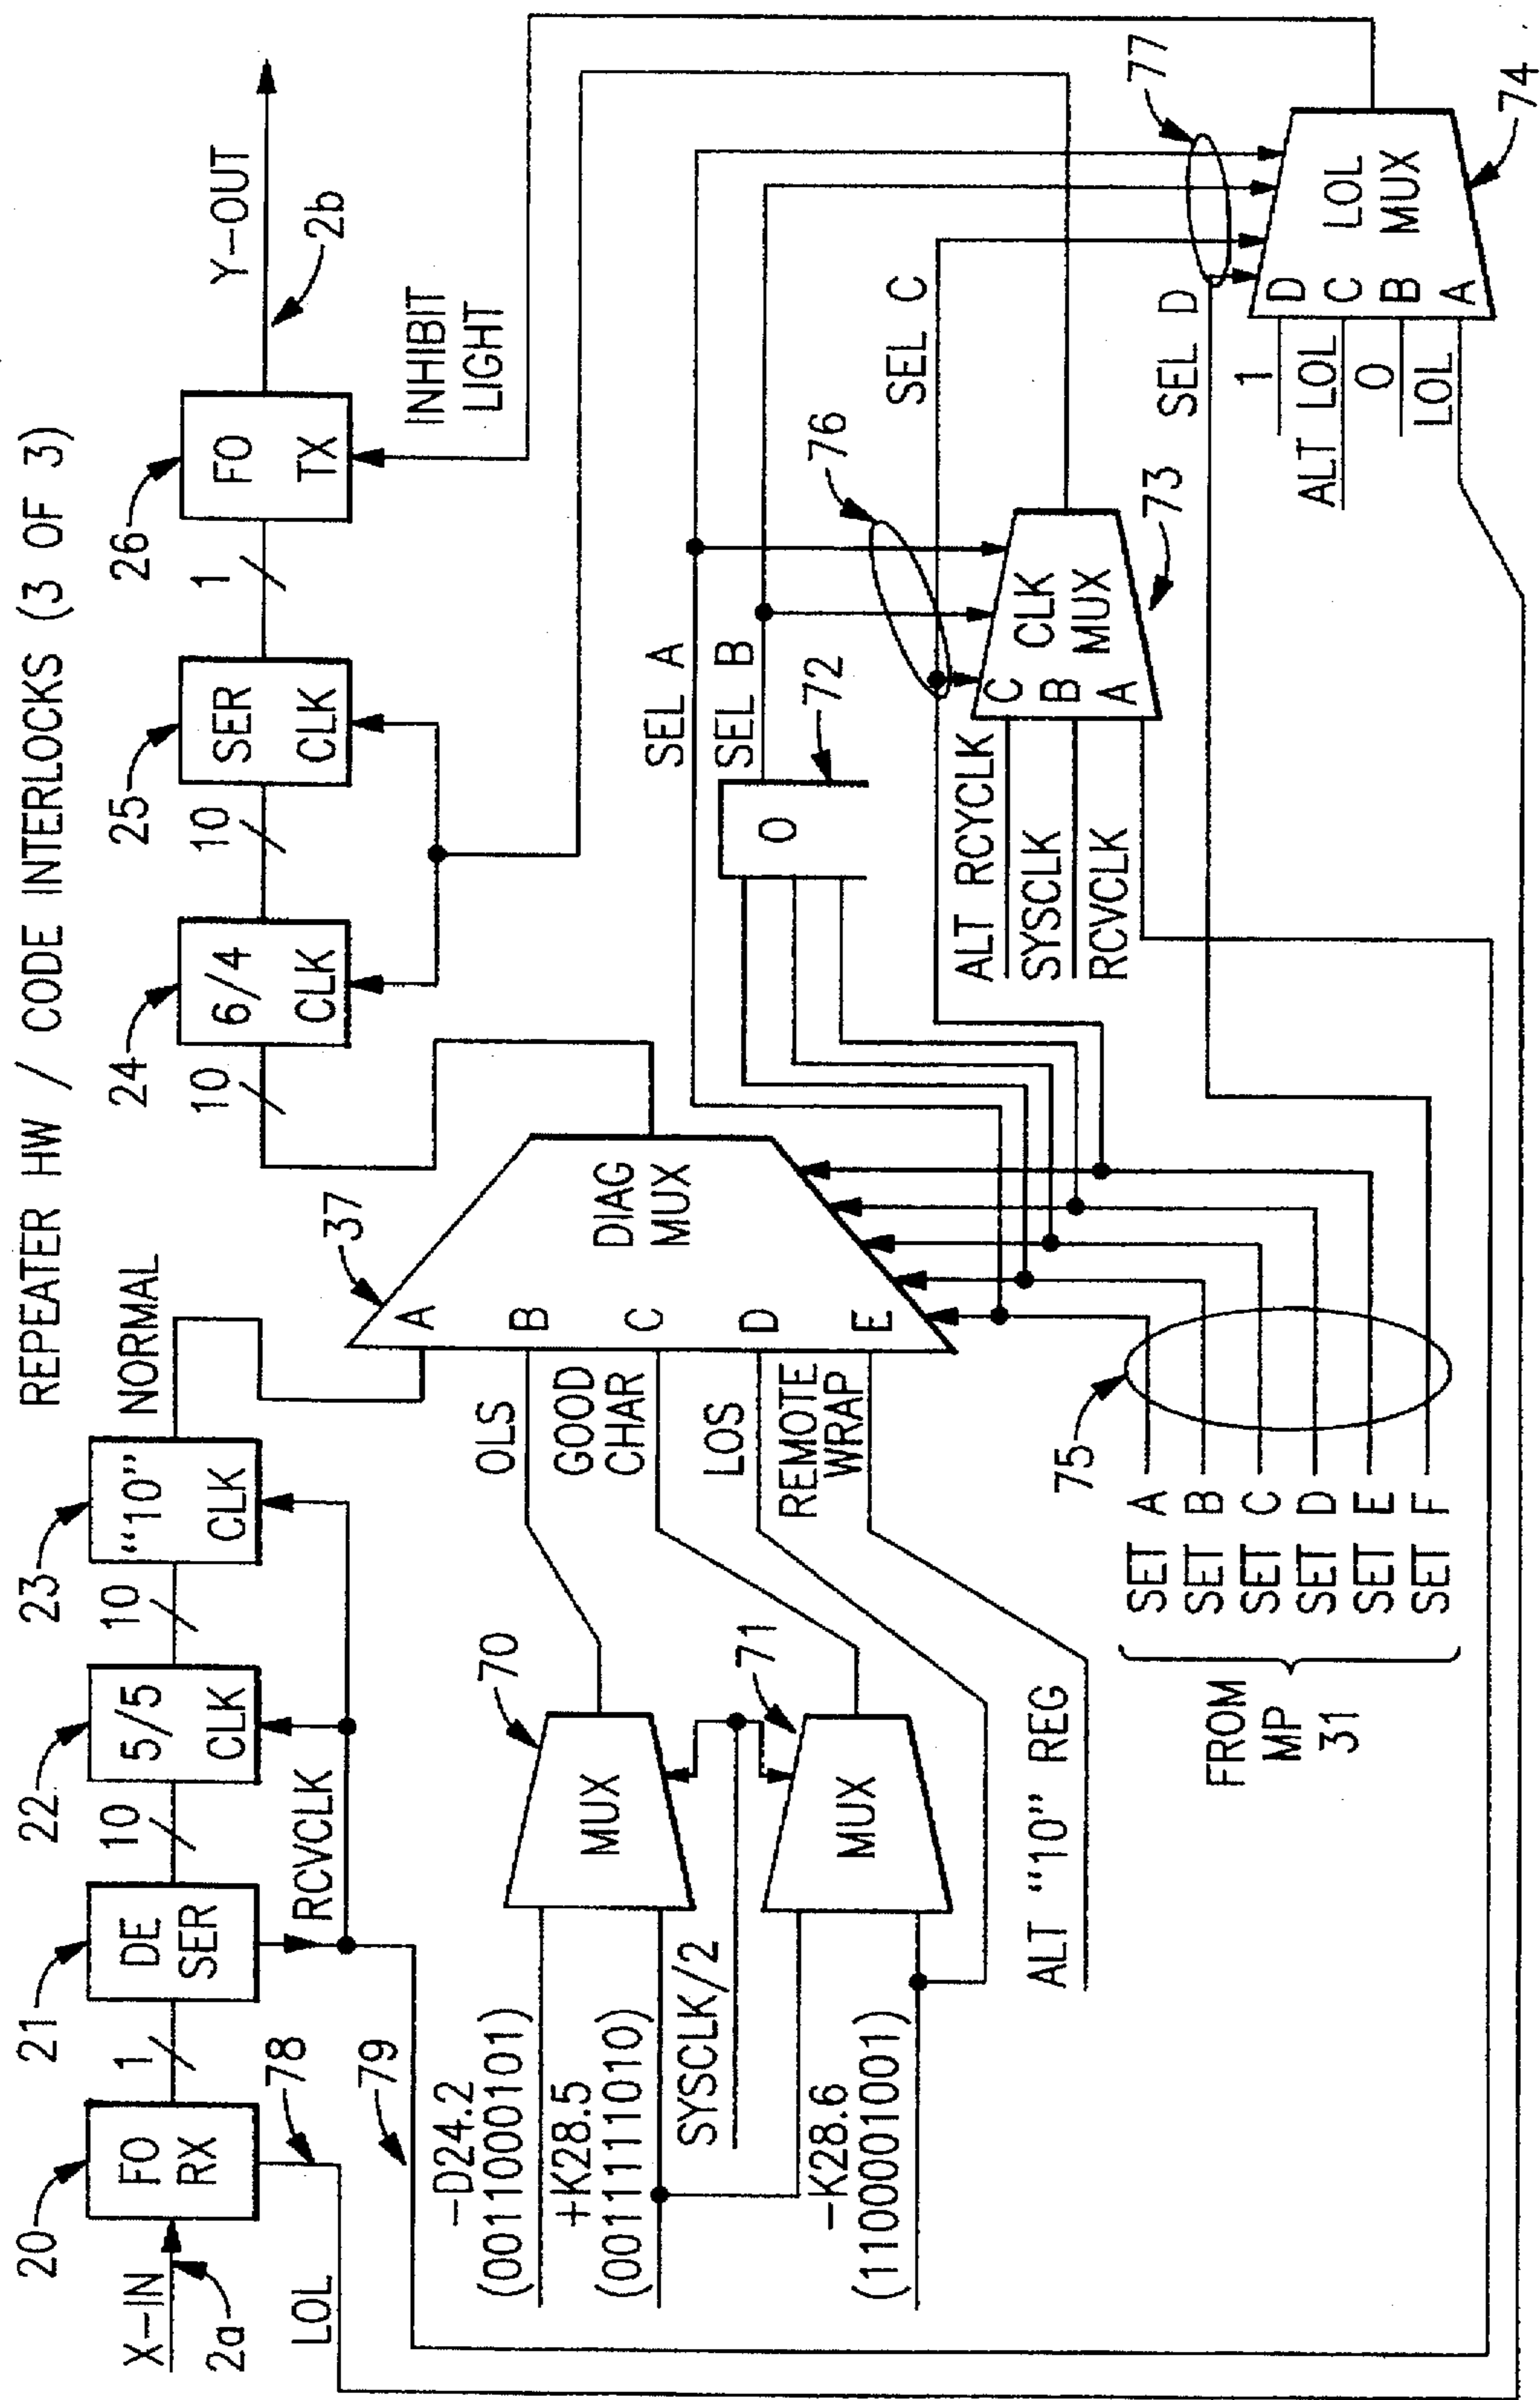 REPEATER HW / CODE INTERLOCKS (3 OF 3)
20
21
22
23
24
25
26
X-IN
2a
FO
RX
1
DE
SER
10
5/5
CLK
10
"10"
CLK
NORMAL
10
6/4
CLK
10
SER
CLK
1
FO
TX
Y-OUT
2b
INHIBIT
LIGHT
LOL
78
79
RCVCLK
37
A
B
C
D
E
DIAG
MUX
OLS
GOOD
CHAR
LOS
REMOTE
WRAP
-D24.2
(0011000101)
+K28.5
(0011111010)
SYSCLK/2
-K28.6
(1100001001)
70
MUX
71
MUX
ALT "10" REG
FROM
MP
31
SET A
SET B
SET C
SET D
SET E
SET F
75
SEL A
SEL B
O
72
76
SEL C
ALT RCYCLK
SYSCLK
RCVCLK
C
B
A
CLK
MUX
73
SEL D
77
1
ALT LOL
0
LOL
D
C
B
A
LOL
MUX
74